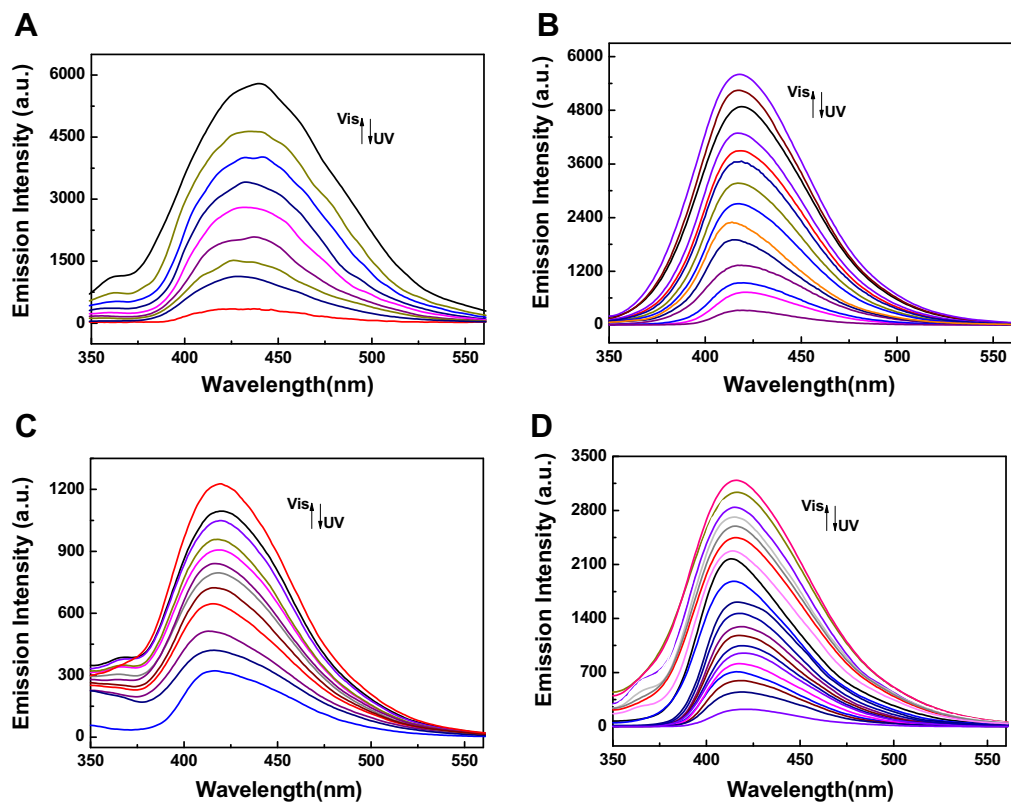 A
Emission Intensity (a.u.)
6000
4500
3000
1500
0
Vis
UV
350 400 450 500 550
Wavelength(nm)
B
Emission Intensity (a.u.)
6000
4800
3600
2400
1200
0
Vis
UV
350 400 450 500 550
Wavelength(nm)
C
Emission Intensity (a.u.)
1200
900
600
300
0
Vis
UV
350 400 450 500 550
Wavelength(nm)
D
Emission Intensity (a.u.)
3500
2800
2100
1400
700
0
Vis
UV
350 400 450 500 550
Wavelength(nm)